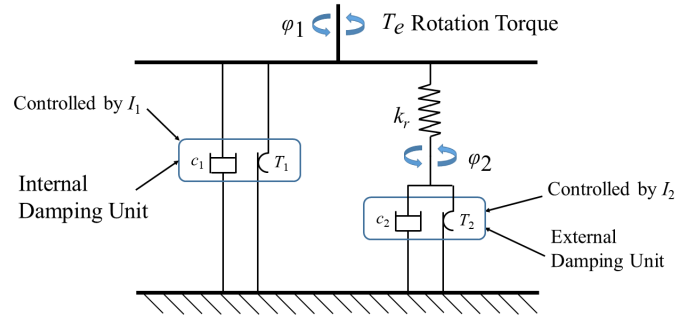 φ1 Te Rotation Torque
Controlled by I1
kr
c1 T1
φ2
Internal
Damping Unit
Controlled by I2
c2 T2
External
Damping Unit